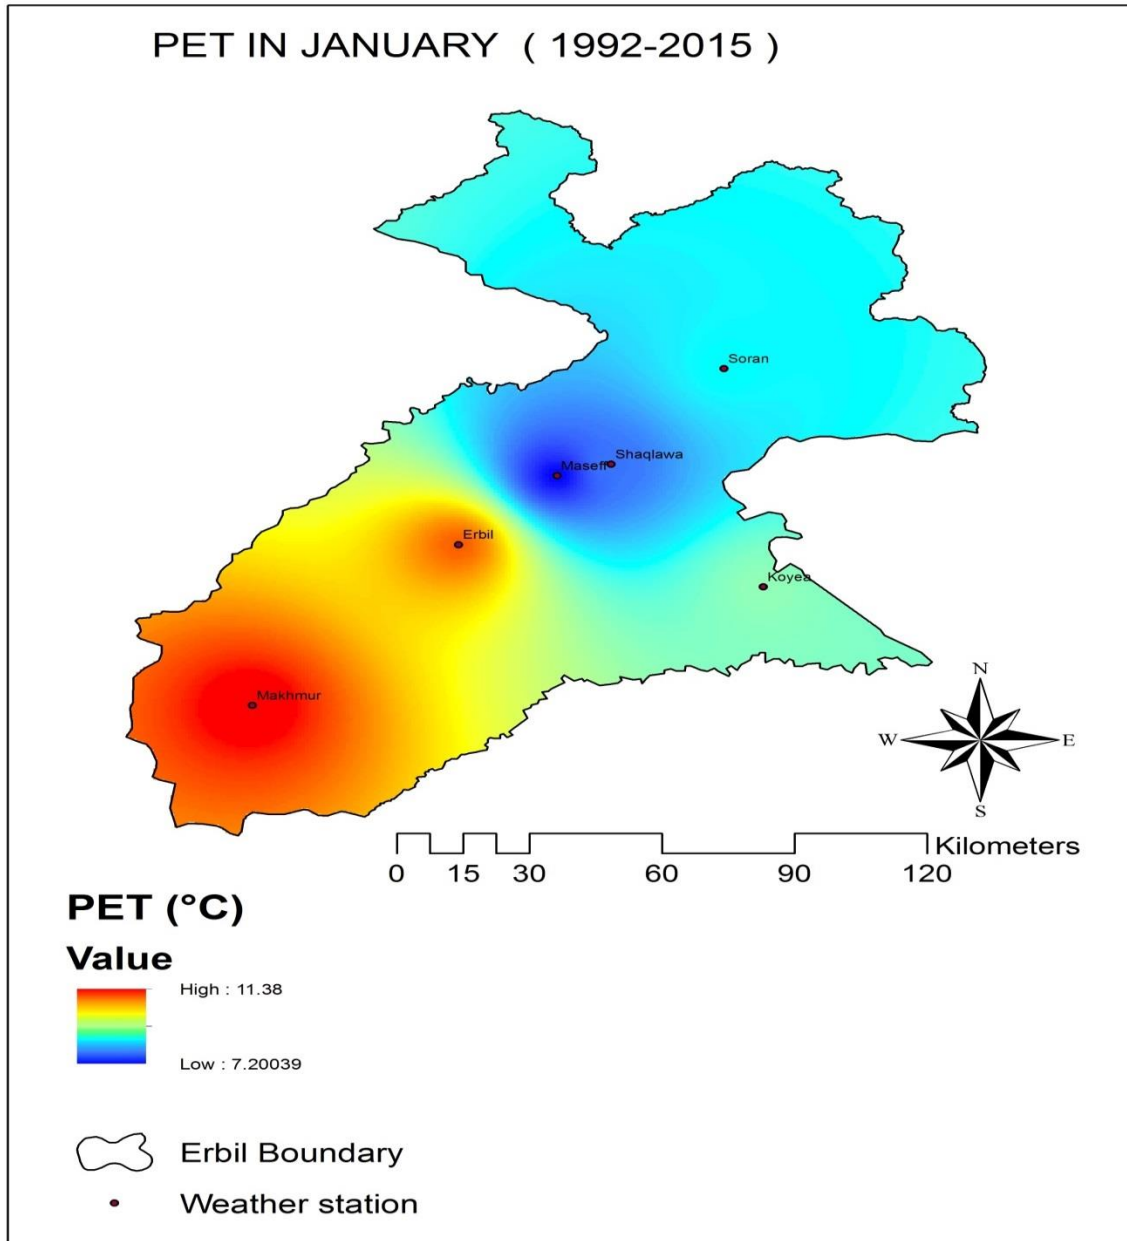 PET IN JANUARY ( 1992-2015 )
Soran
Shaqlawa
Maseff
Erbil
Koyea
Makhmur
N
W E
S
Kilometers
0 15 30 60 90 120
PET (°C)
Value
High : 11.38
Low : 7.20039
Erbil Boundary
Weather station